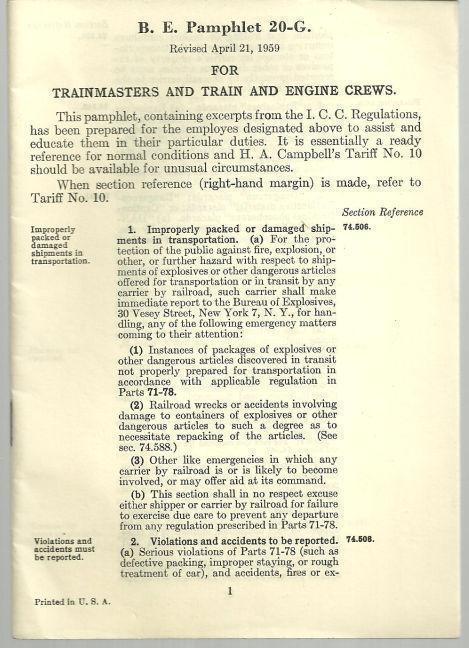 B. E. Pamphlet 20-G.
Revised April 21, 1959
FOR
TRAINMASTERS AND TRAIN AND ENGINE CREWS.
This pamphlet, containing excerpts from the I. C. C. Regulations,
has been prepared for the employes designated above to assist and
educate them in their particular duties. It is essentially a ready
reference for normal conditions and H. A. Campbell's Tariff No. 10
should be available for unusual circumstances.
When section reference (right-hand margin) is made, refer to
Tariff No. 10.
Section Reference
Improperly
packed or
damaged
shipments in
transportation.
1. Improperly packed or damaged ship-
74.506.
ments in transportation. (a) For the pro-
tection of the public against fire, explosion, or
other, or further hazard with respect to ship-
ments of explosives or other dangerous articles
offered for transportation or in transit by any
carrier by railroad, such carrier shall make
immediate report to the Bureau of Explosives,
30 Vesey Street, New York 7, N. Y., for han-
dling, any of the following emergency matters
coming to their attention:
(1) Instances of packages of explosives or
other dangerous articles discovered in transit
not properly prepared for transportation in
accordance with applicable regulation in
Parts 71-78.
(2) Railroad wrecks or accidents involving
damage to containers of explosives or other
dangerous articles to such a degree as to
necessitate repacking of the articles. (See
sec. 74.588.)
(3) Other like emergencies in which any
carrier by railroad is or is likely to become
involved, or may offer aid at its command.
(b) This section shall in no respect excuse
either shipper or carrier by railroad for failure
to exercise due care to prevent any departure
from any regulation prescribed in Parts 71-78.
Violations and
accidents must
be reported.
2. Violations and accidents to be reported.
74.506.
(a) Serious violations of Parts 71-78 (such as
defective packing, improper staying, or rough
treatment of car), and accidents, fires or ex-
1
Printed in U. S. A.